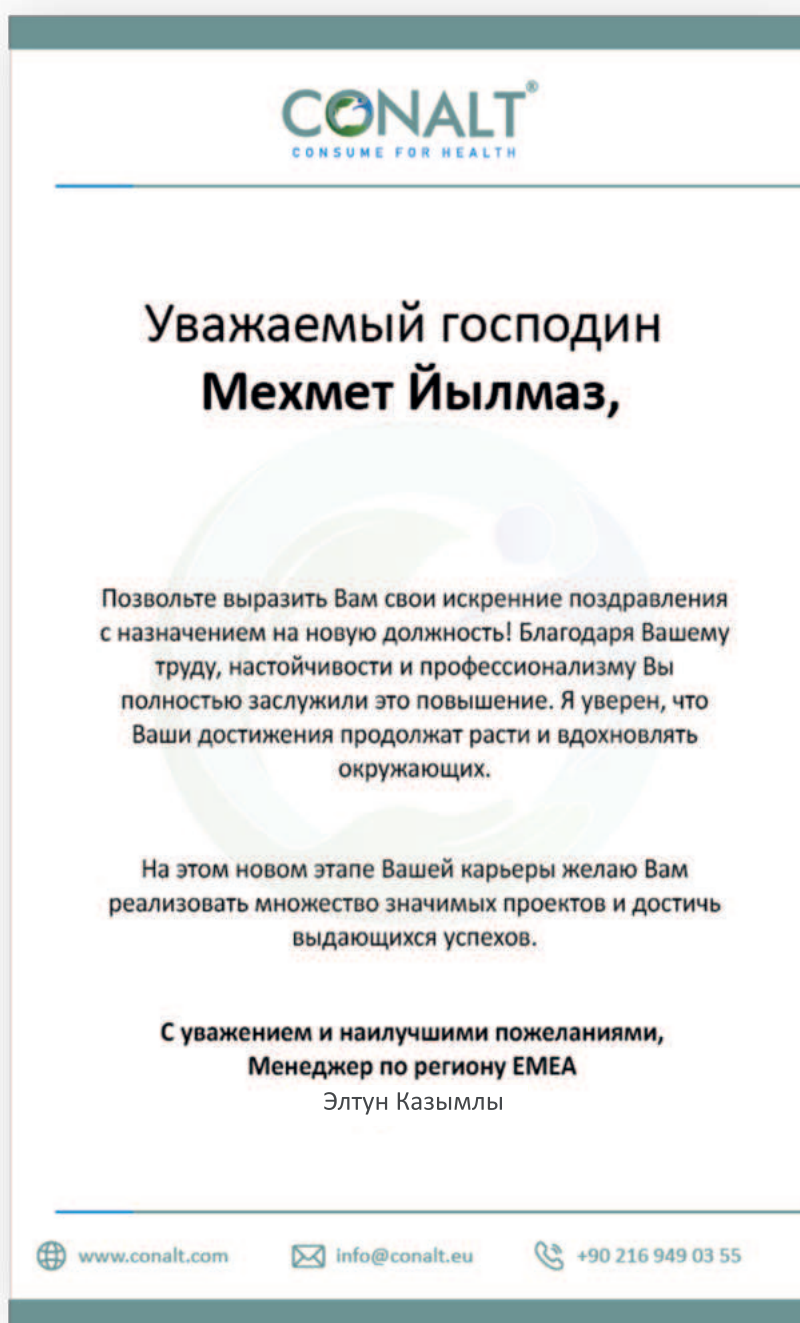 CONALT®
CONSUME FOR HEALTH
Уважаемый господин
Мехмет Йылмаз,
Позвольте выразить Вам свои искренние поздравления
с назначением на новую должность! Благодаря Вашему
труду, настойчивости и профессионализму Вы
полностью заслужили это повышение. Я уверен, что
Ваши достижения продолжат расти и вдохновлять
окружающих.
На этом новом этапе Вашей карьеры желаю Вам
реализовать множество значимых проектов и достичь
выдающихся успехов.
С уважением и наилучшими пожеланиями,
Менеджер по региону EMEA
Элтун Казымлы
www.conalt.com info@conalt.eu +90 216 949 03 55